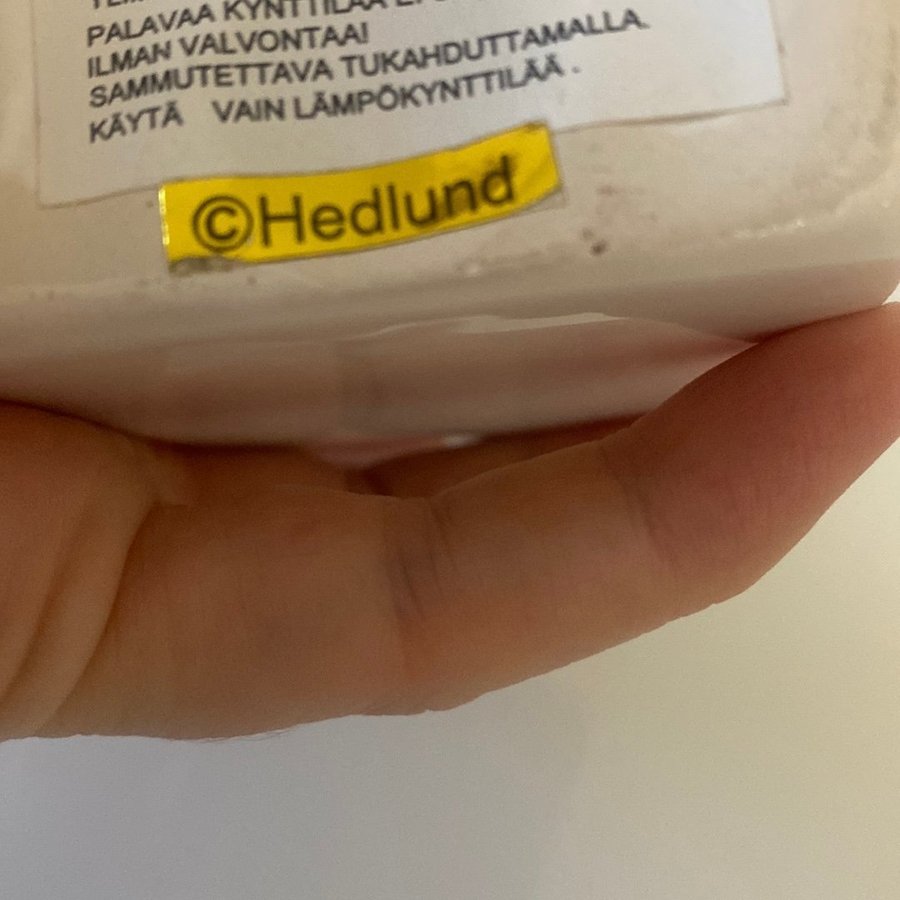 PALAVAA KYNTTILÄÄ
ILMAN VALVONTAA!
SAMMUTETTAVA TUKAHDUTTAMALLA.
KÄYTÄ VAIN LÄMPÖKYNTTILÄÄ.
©Hedlund